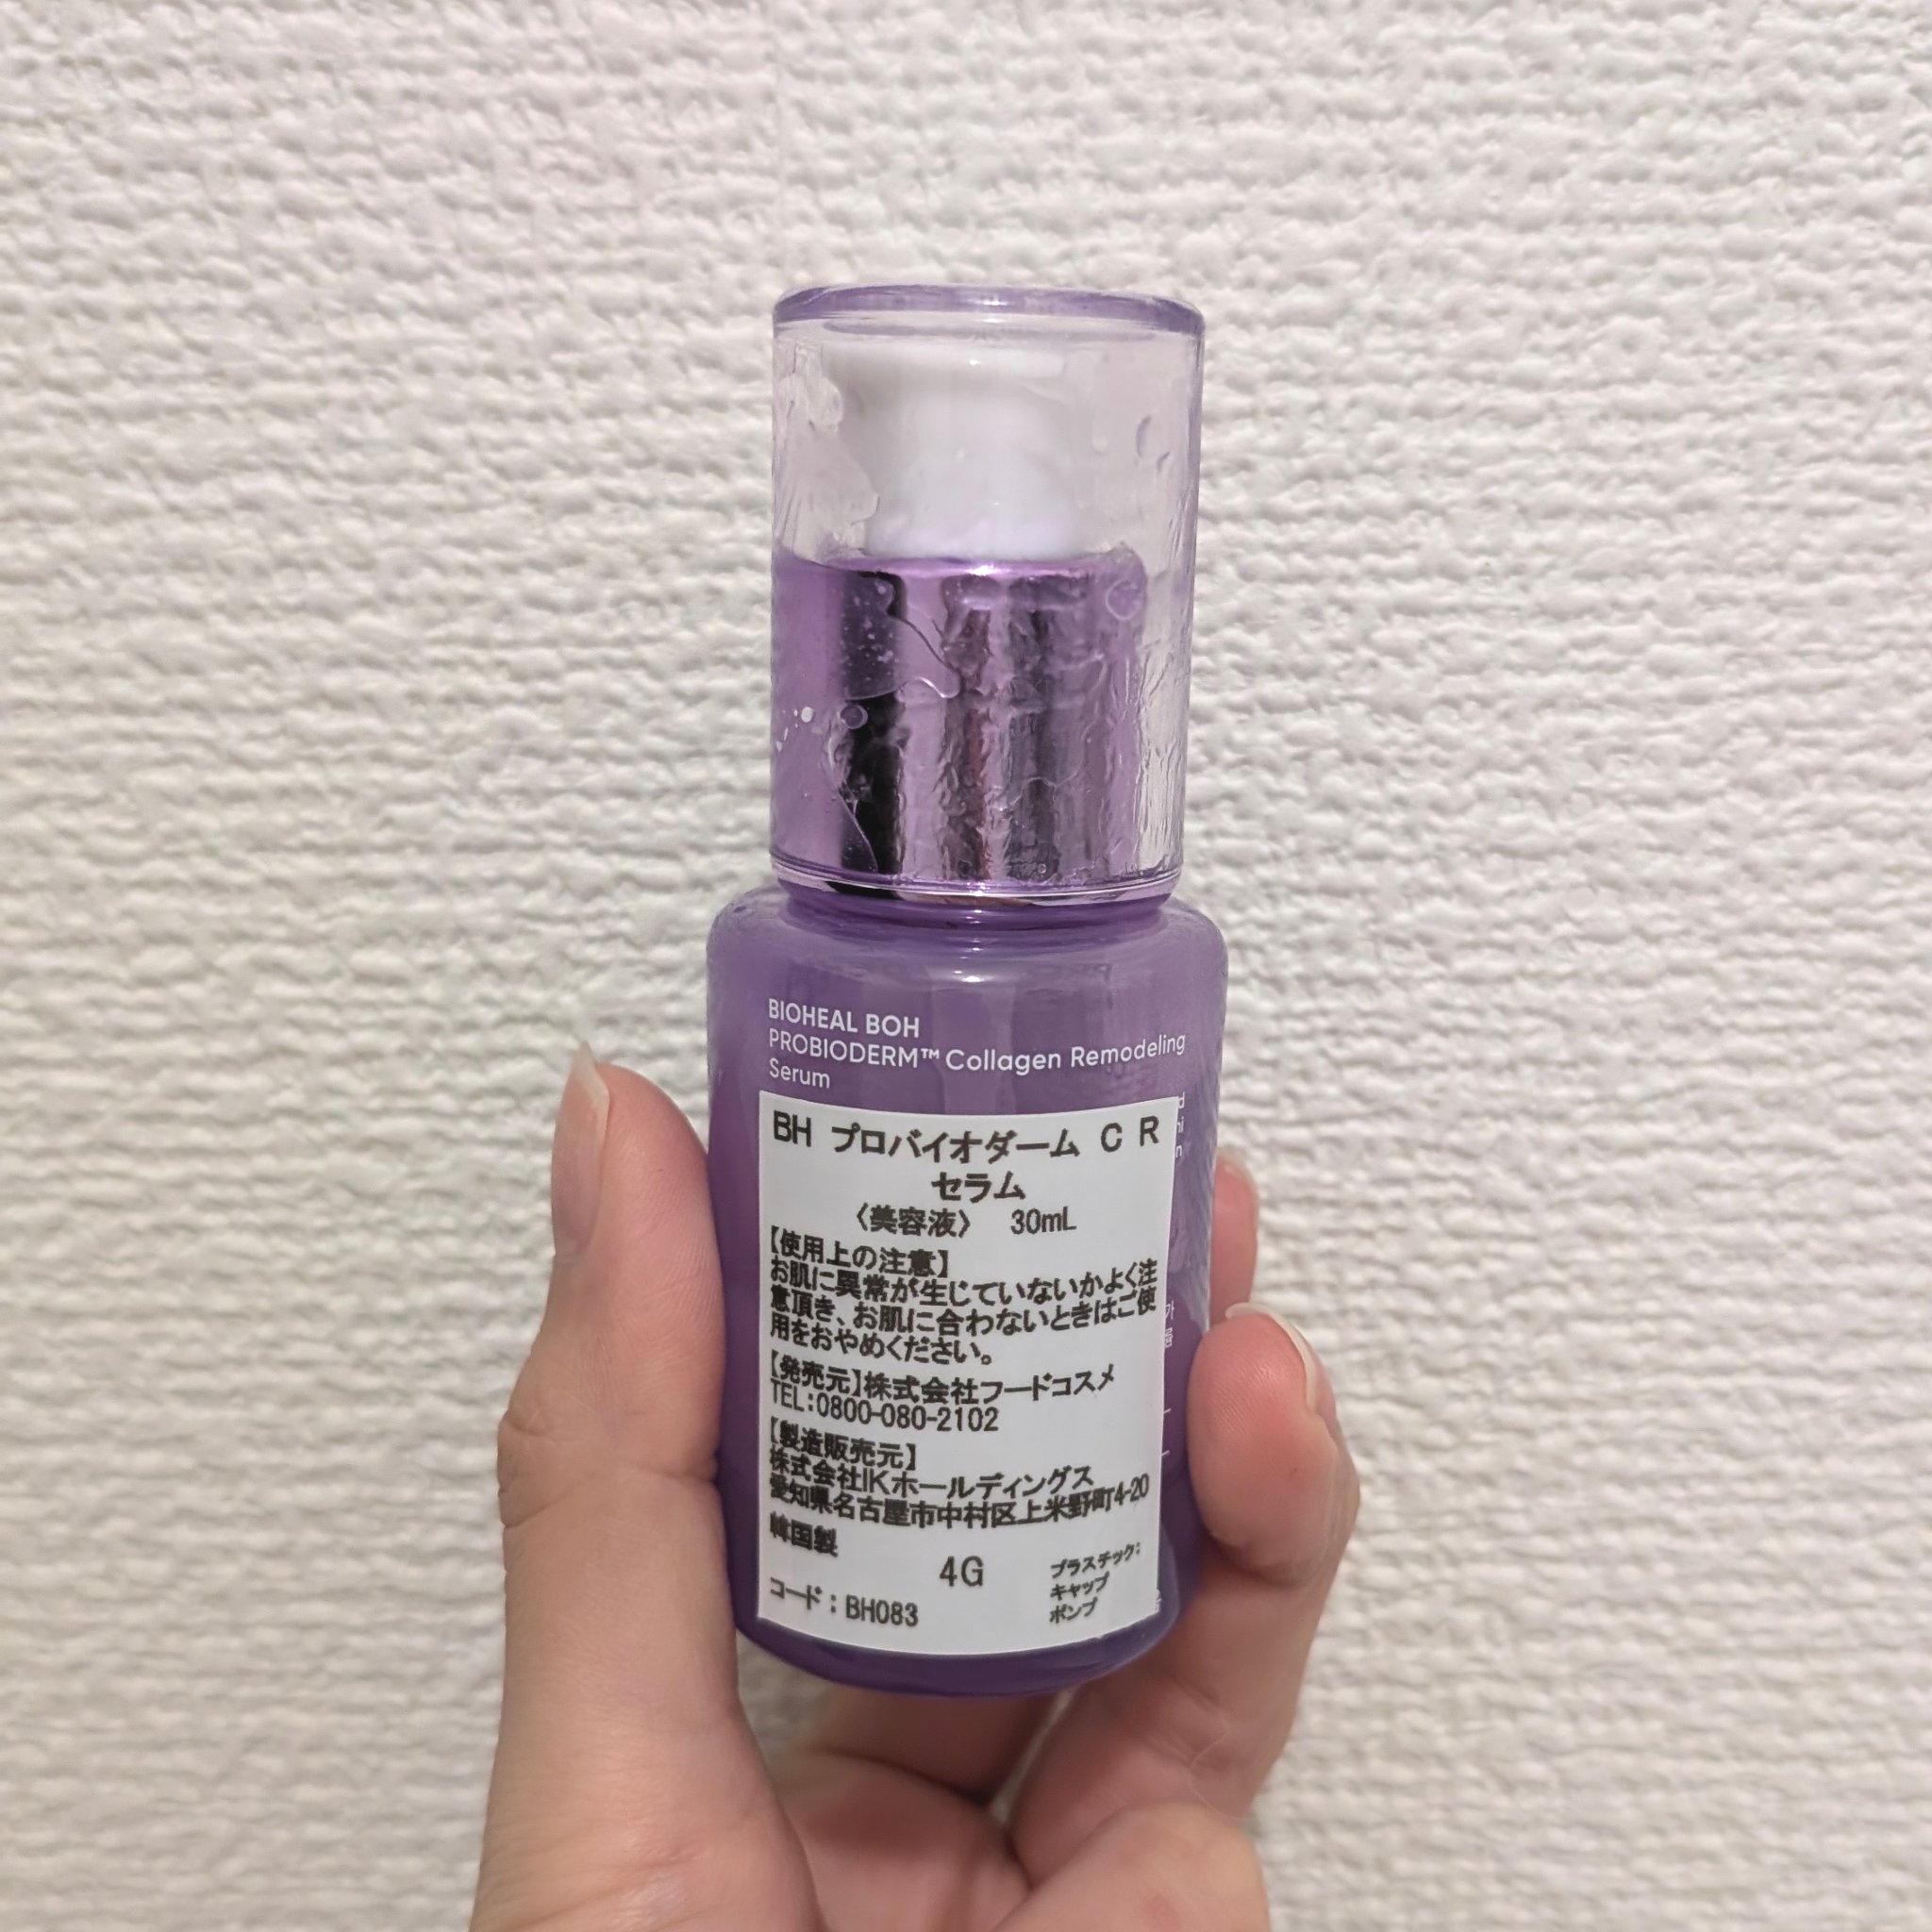 BIOHEAL BOH
PROBIODERM™ Collagen Remodeling
Serum
BH プロバイオダーム C R
セラム
〈美容液〉 30mL
【使用上の注意】
お肌に異常が生じていないかよく注
意頂き、お肌に合わないときはご使
用をおやめください。
【発売元】株式会社フードコスメ
TEL:0800-080-2102
【製造販売元】
株式会社IKホールディングス
愛知県名古屋市中村区上米野町4-20
韓国製
4G
コード：BH083
プラスチック：
キャップ
ポンプ